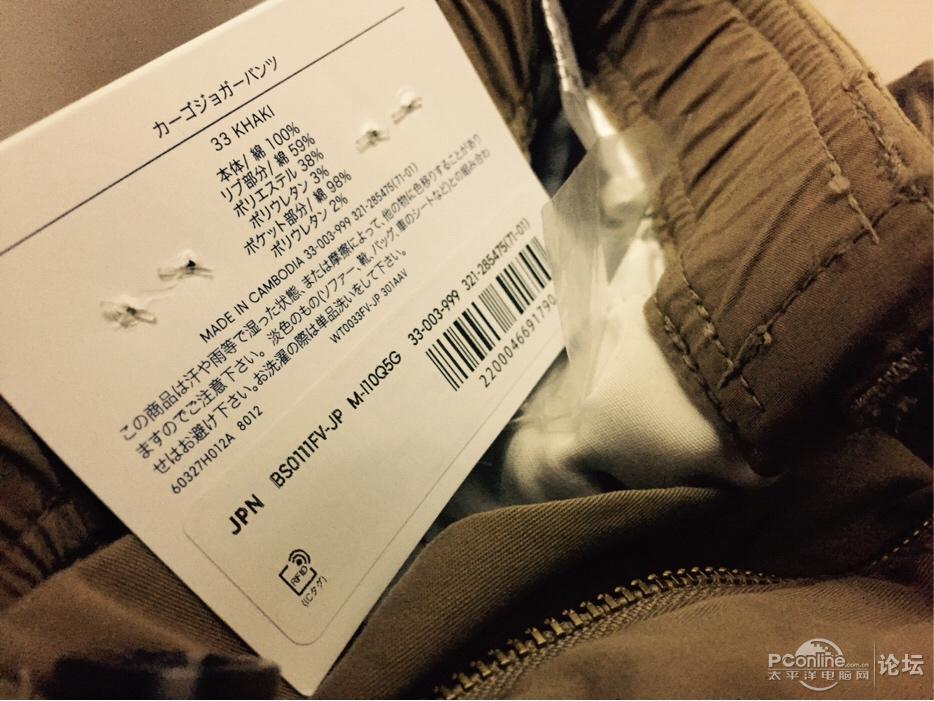 カーゴジョガーパンツ
33 KHAKI
本体/ 綿 100%
リブ部分/ 綿 59%
ポリエステル 38%
ポリウレタン 3%
ポケット部分/ 綿 98%
ポリウレタン 2%
MADE IN CAMBODIA 33-003-999 321-285475(71-01)
この商品は汗や雨等で湿った状態、または摩擦によって、他の物に色移りすることがあり
ますのでご注意下さい。 淡色のもの(ソファー、靴、バッグ、車のシートなど)との組み合わ
せはお避け下さい。お洗濯の際は単品洗いをして下さい。
60327H012A 8012
WT0033FV-JP 301AAV
JPN BS0111FV-JP M-I10Q5G 33-003-999 321-285475(71-01)
2200046691790
RFID
(ICタグ)
PConline.com.cn
太平洋电脑网
论坛